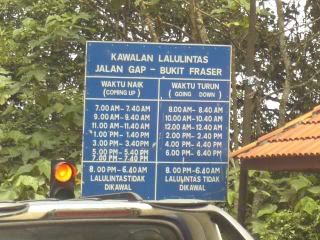 KAWALAN LALULINTAS
JALAN GAP - BUKIT FRASER
WAKTU NAIK
(COMING UP)
7.00 AM - 7.40 AM
9.00 AM - 9.40 AM
11.00 AM - 11.40 AM
1.00 PM - 1.40 PM
3.00 PM - 3.40 PM
5.00 PM - 5.40 PM
7.00 PM - 7.40 PM
8.00 PM - 6.40 AM
LALULINTAS TIDAK
DIKAWAL
WAKTU TURUN
(GOING DOWN)
8.00 AM - 8.40 AM
10.00 AM - 10.40 AM
12.00 AM - 12.40 AM
2.00 PM - 2.40 PM
4.00 PM - 4.40 PM
6.00 PM - 6.40 PM
8.00 PM - 6.40 AM
LALULINTAS TIDAK
DIKAWAL